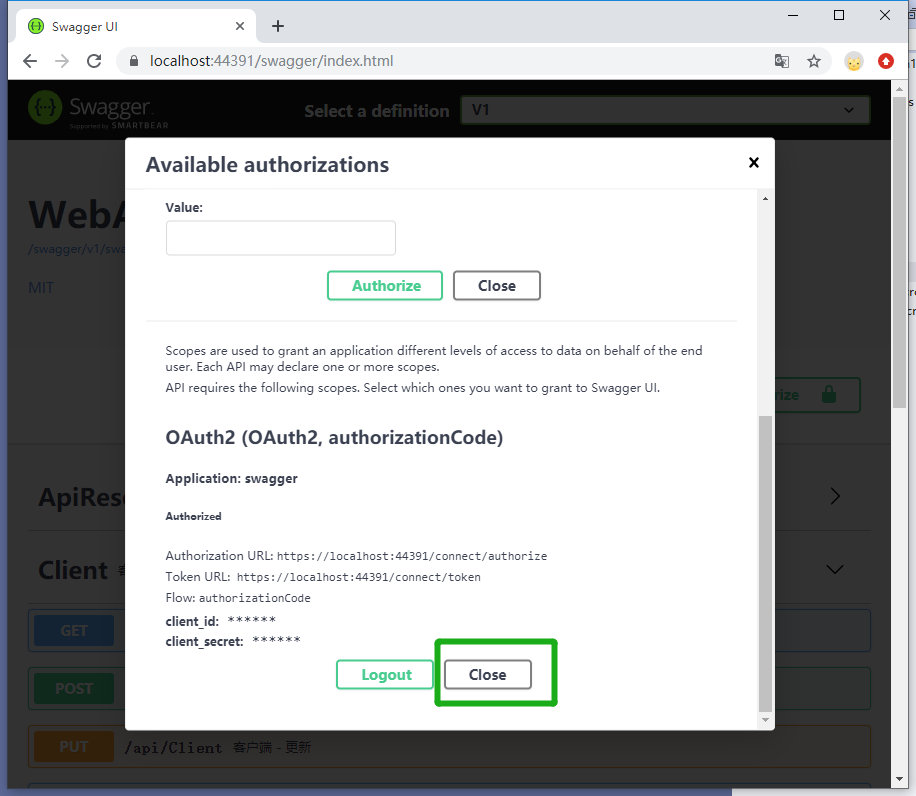 Swagger UI
localhost:44391/swagger/index.html
Swagger
Supported by SMARTBEAR
Select a definition
V1
Available authorizations
WebA
/swagger/v1/swa
MIT
Value:
Authorize
Close
Scopes are used to grant an application different levels of access to data on behalf of the end
user. Each API may declare one or more scopes.
API requires the following scopes. Select which ones you want to grant to Swagger UI.
rize
OAuth2 (OAuth2, authorizationCode)
Application: swagger
ApiReso
Authorized
Authorization URL: https://localhost:44391/connect/authorize
Token URL: https://localhost:44391/connect/token
Client
Flow: authorizationCode
client_id: ******
GET
client_secret: ******
Logout
Close
POST
PUT
/api/Client 客户端 - 更新